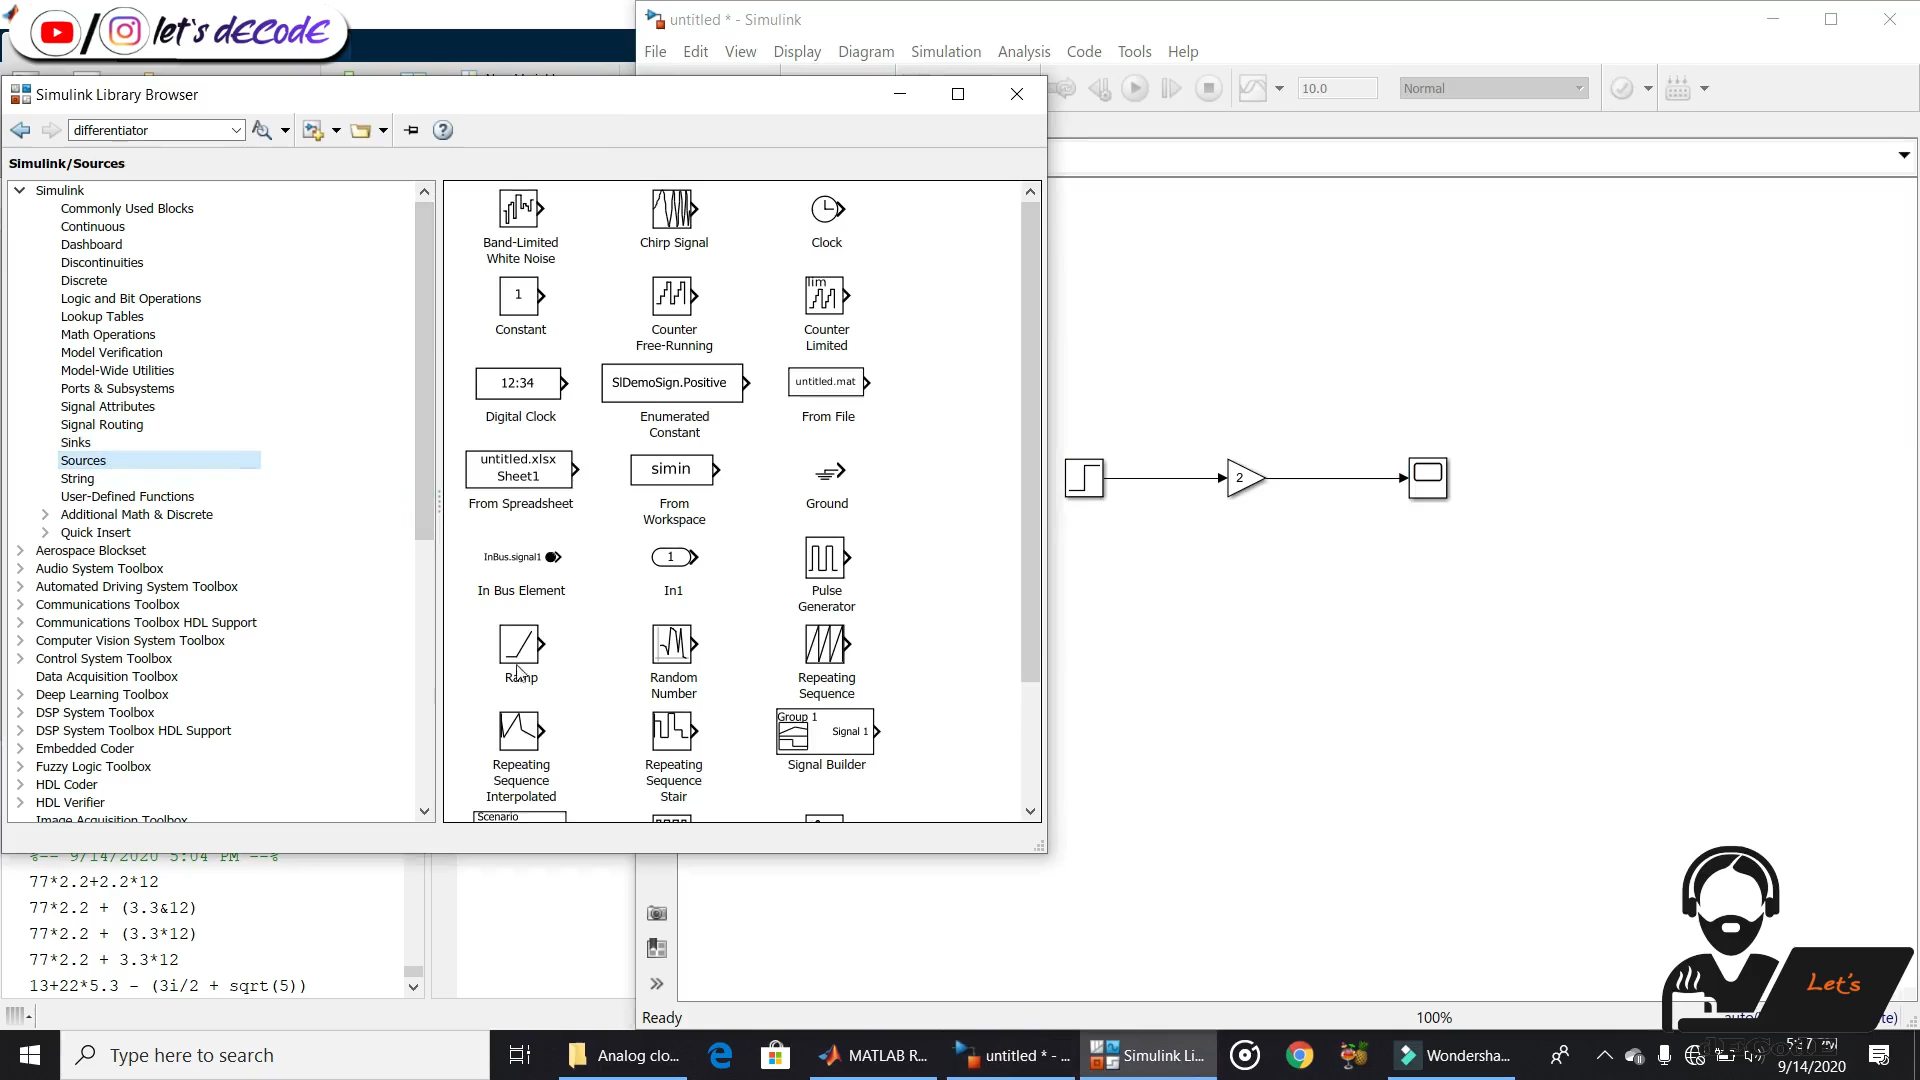 let's dECodE
untitled * - Simulink
File Edit View Display Diagram Simulation Analysis Code Tools Help
Simulink Library Browser
10.0
Normal
differentiator
Simulink/Sources
Simulink
Commonly Used Blocks
Continuous
Dashboard
Discontinuities
Discrete
Logic and Bit Operations
Lookup Tables
Math Operations
Model Verification
Model-Wide Utilities
Ports & Subsystems
Signal Attributes
Signal Routing
Sinks
Sources
String
User-Defined Functions
Additional Math & Discrete
Quick Insert
Aerospace Blockset
Audio System Toolbox
Automated Driving System Toolbox
Communications Toolbox
Communications Toolbox HDL Support
Computer Vision System Toolbox
Control System Toolbox
Data Acquisition Toolbox
Deep Learning Toolbox
DSP System Toolbox
DSP System Toolbox HDL Support
Embedded Coder
Fuzzy Logic Toolbox
HDL Coder
HDL Verifier
Image Acquisition Toolbox
Band-Limited
White Noise
Chirp Signal
Clock
1
Constant
Counter
Free-Running
lim
Counter
Limited
12:34
Digital Clock
SlDemoSign.Positive
Enumerated
Constant
untitled.mat
From File
untitled.xlsx
Sheet1
From Spreadsheet
simin
From
Workspace
Ground
InBus.signal1
In Bus Element
1
In1
Pulse
Generator
Ramp
Random
Number
Repeating
Sequence
Repeating
Sequence
Interpolated
Repeating
Sequence
Stair
Group 1
Signal 1
Signal Builder
Scenario
2
%-- 9/14/2020 5:04 PM --%
77*2.2+2.2*12
77*2.2 + (3.3&12)
77*2.2 + (3.3*12)
77*2.2 + 3.3*12
13+22*5.3 - (3i/2 + sqrt(5))
Ready
100%
Let's
Type here to search
Analog clo...
MATLAB R...
untitled * - ...
Simulink Li...
Wondersha...
9/14/2020